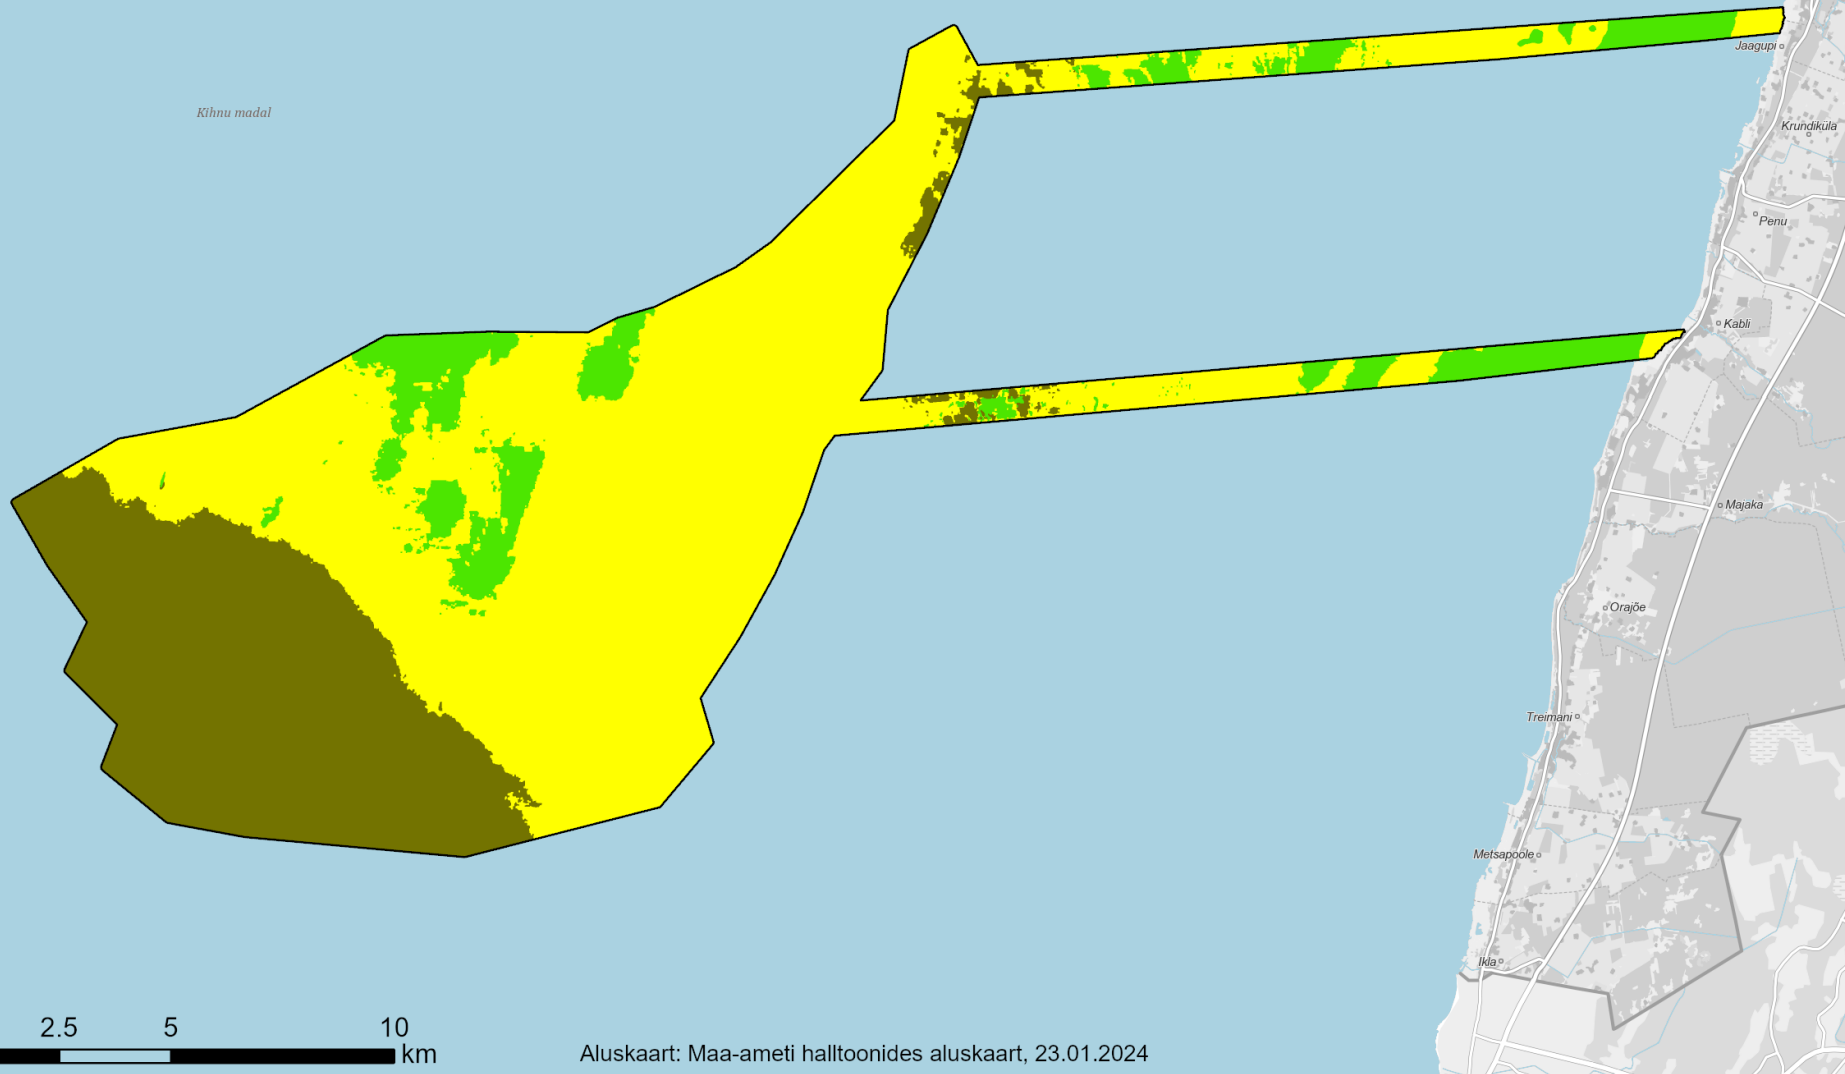 Jaagupi
Kihnu madal
Krundiküla
Penu
Kabli
Majaka
Orajõe
Treimani
Metsapoole
Ikla
2.5 5 10
km
Aluskaart: Maa-ameti halltoonides aluskaart, 23.01.2024